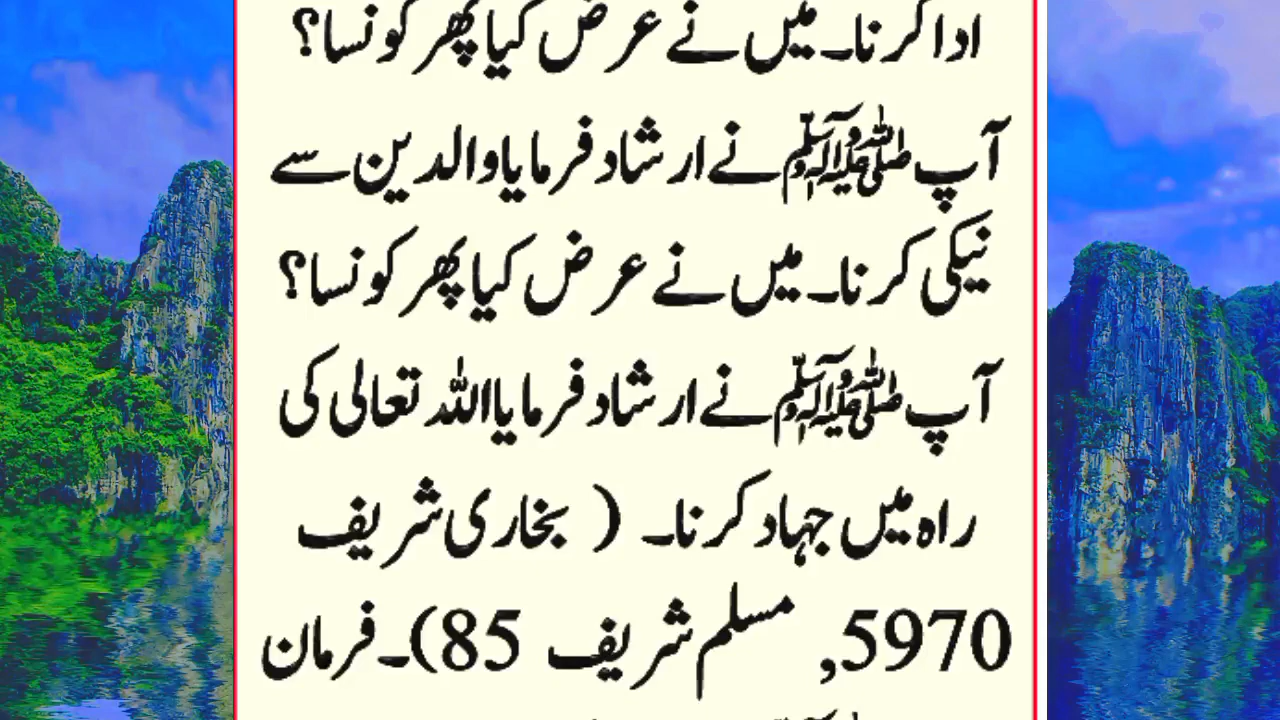 ادا کرنا۔ میں نے عرض کیا پھر کونسا؟
آپ ﷺ نے ارشاد فرمایا والدین سے
نیکی کرنا۔ میں نے عرض کیا پھر کونسا؟
آپ ﷺ نے ارشاد فرمایا اللہ تعالی کی
راہ میں جہاد کرنا۔ ( بخاری شریف
5970, مسلم شریف 85)۔ فرمان